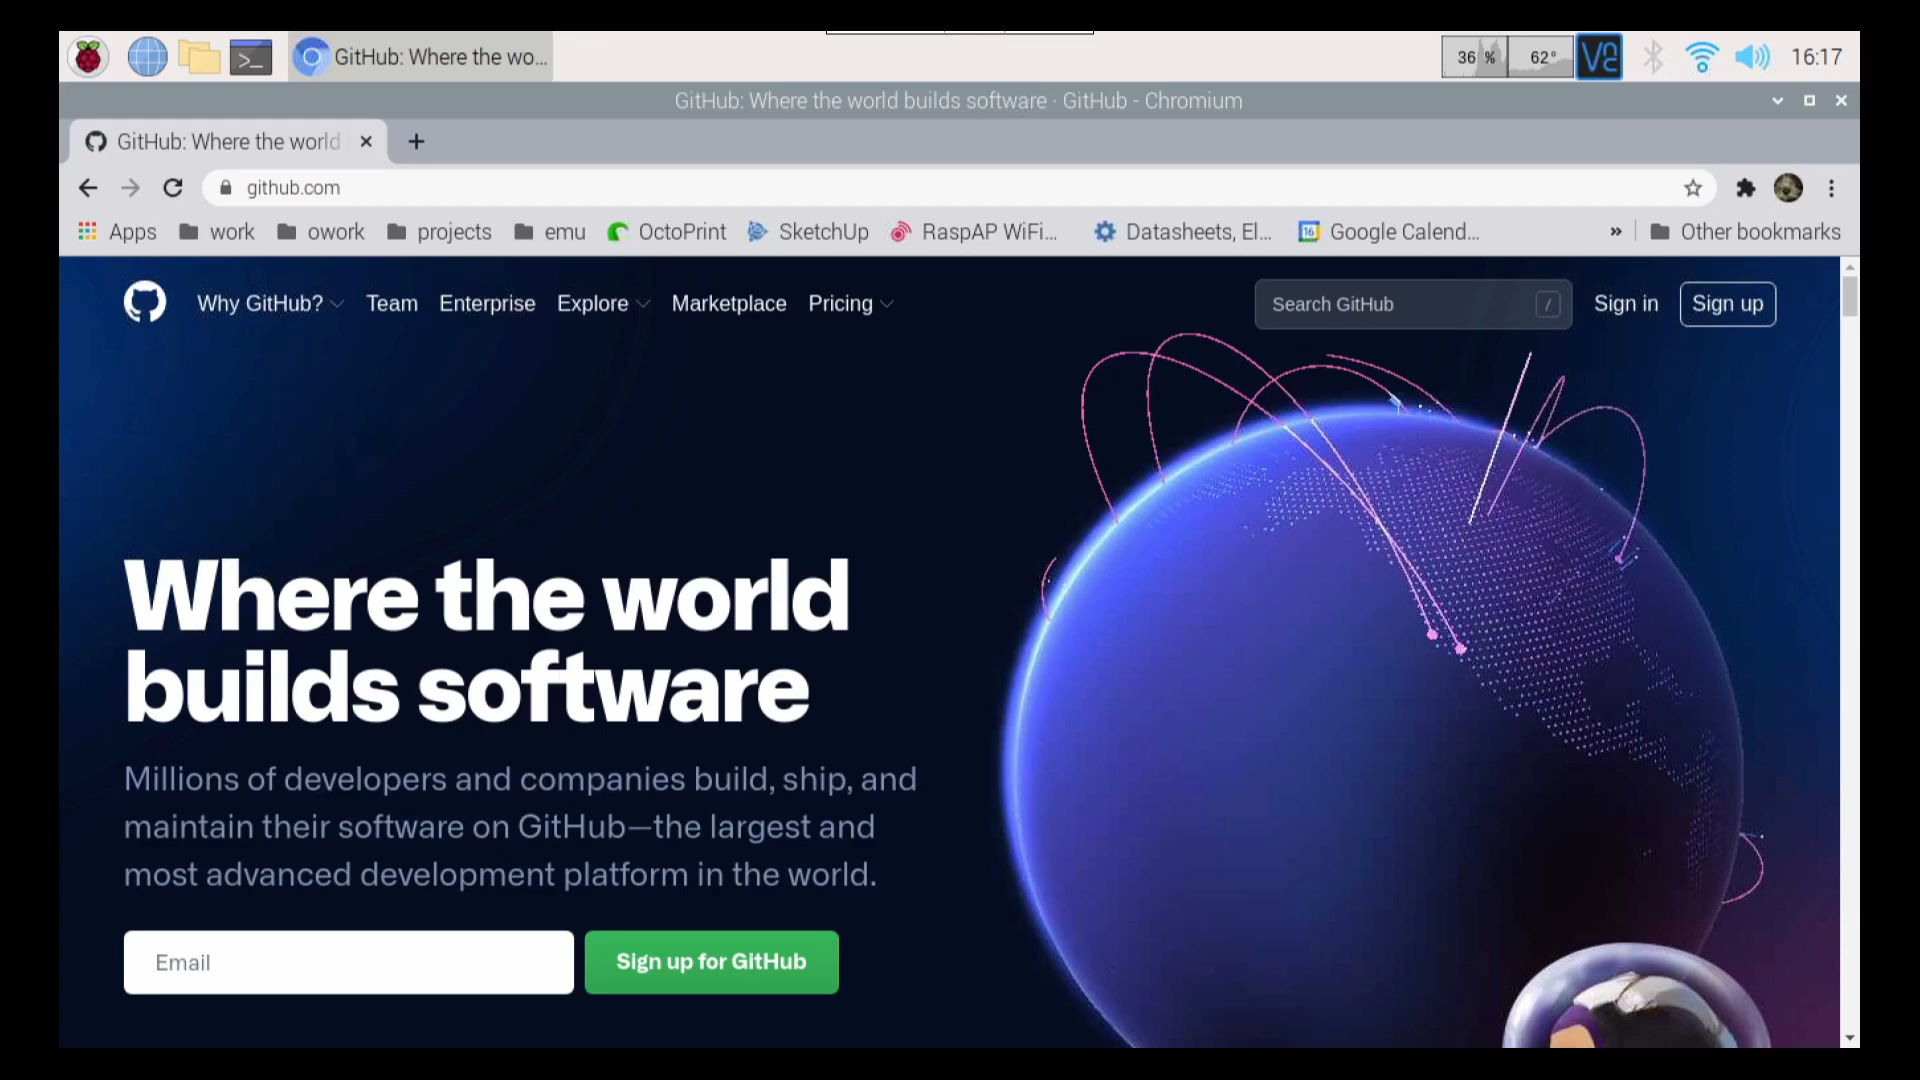 GitHub: Where the wo...
36 %
62°
16:17
GitHub: Where the world builds software · GitHub - Chromium
GitHub: Where the world
github.com
Apps work owork projects emu OctoPrint SketchUp RaspAP WiFi... Datasheets, El... 16 Google Calend... » Other bookmarks
Why GitHub? Team Enterprise Explore Marketplace Pricing Search GitHub / Sign in Sign up
Where the world
builds software
Millions of developers and companies build, ship, and
maintain their software on GitHub—the largest and
most advanced development platform in the world.
Email
Sign up for GitHub